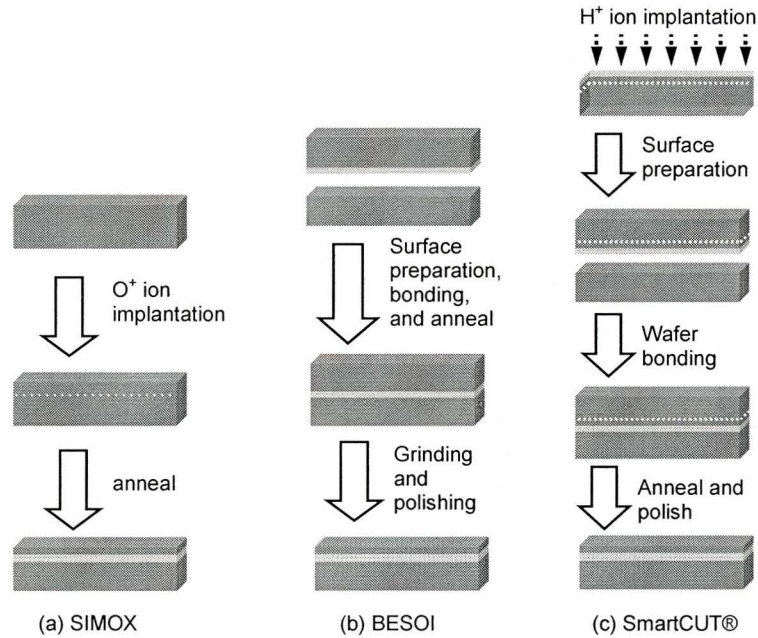 O+ ion
implantation
anneal
(a) SIMOX
Surface
preparation,
bonding,
and anneal
Grinding
and
polishing
(b) BESOI
H+ ion implantation
Surface
preparation
Wafer
bonding
Anneal and
polish
(c) SmartCUT®